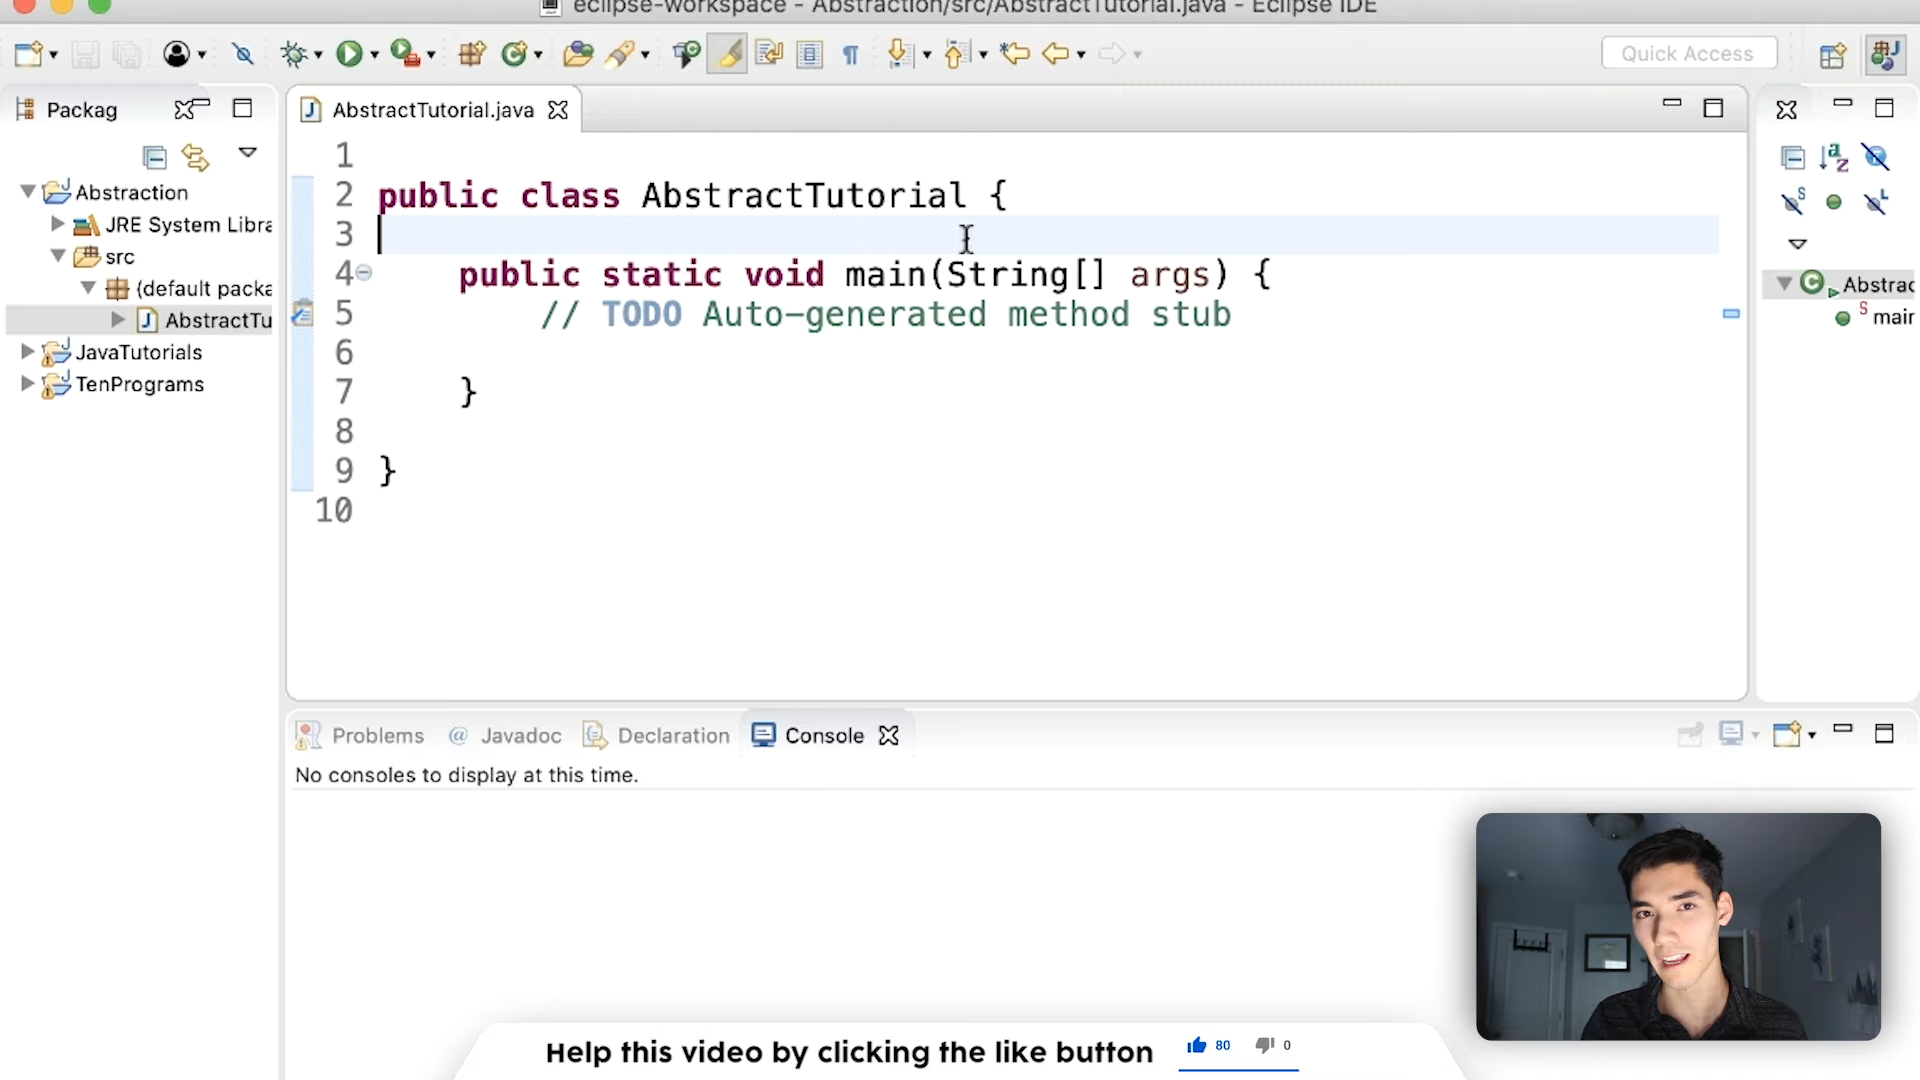 eclipse-workspace - Abstraction/src/AbstractTutorial.java - Eclipse IDE
Quick Access
Packag
AbstractTutorial.java
Abstraction
JRE System Libra
src
(default packa
AbstractTu
JavaTutorials
TenPrograms
1
2 public class AbstractTutorial {
3
4 public static void main(String[] args) {
5 // TODO Auto-generated method stub
6
7 }
8
9 }
10
Abstrac
main
Problems @ Javadoc Declaration Console
No consoles to display at this time.
Help this video by clicking the like button 80 0